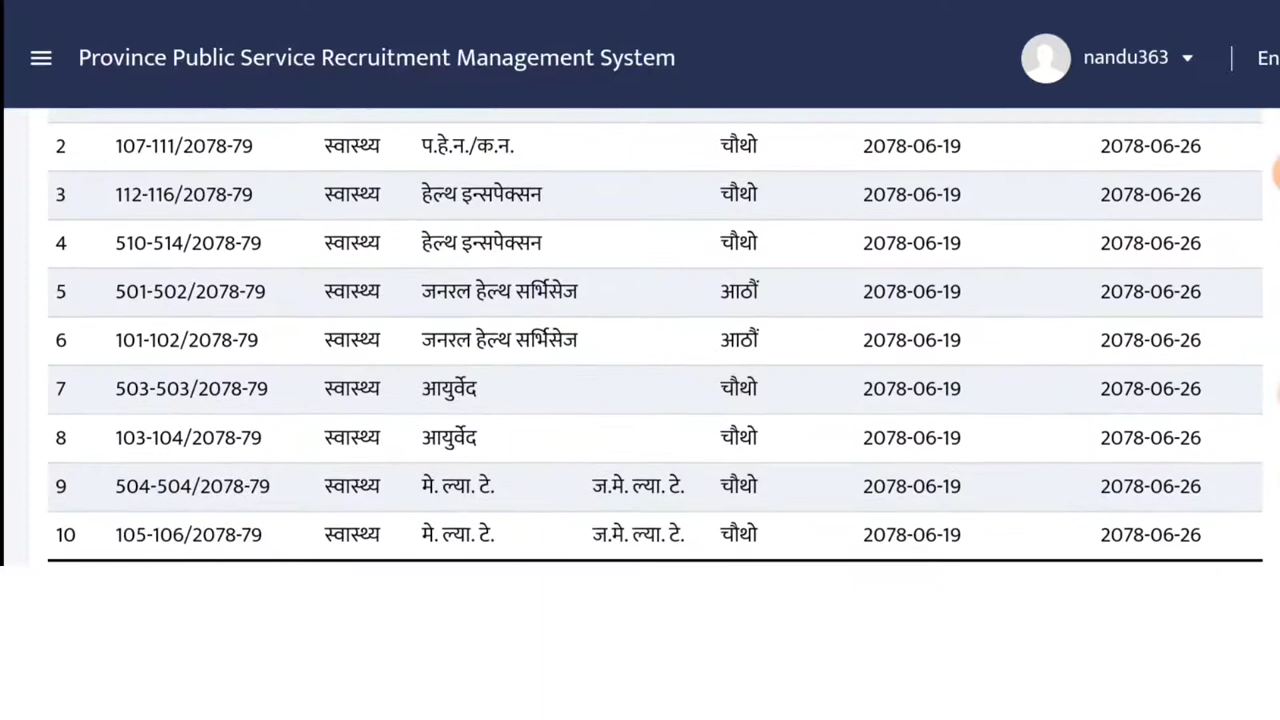 Province Public Service Recruitment Management System nandu363 En
2 107-111/2078-79 स्वास्थ्य प.हे.न./क.न. चौथो 2078-06-19 2078-06-26
3 112-116/2078-79 स्वास्थ्य हेल्थ इन्सपेक्सन चौथो 2078-06-19 2078-06-26
4 510-514/2078-79 स्वास्थ्य हेल्थ इन्सपेक्सन चौथो 2078-06-19 2078-06-26
5 501-502/2078-79 स्वास्थ्य जनरल हेल्थ सर्भिसेज आठौं 2078-06-19 2078-06-26
6 101-102/2078-79 स्वास्थ्य जनरल हेल्थ सर्भिसेज आठौं 2078-06-19 2078-06-26
7 503-503/2078-79 स्वास्थ्य आयुर्वेद चौथो 2078-06-19 2078-06-26
8 103-104/2078-79 स्वास्थ्य आयुर्वेद चौथो 2078-06-19 2078-06-26
9 504-504/2078-79 स्वास्थ्य मे. ल्या. टे. ज.मे. ल्या. टे. चौथो 2078-06-19 2078-06-26
10 105-106/2078-79 स्वास्थ्य मे. ल्या. टे. ज.मे. ल्या. टे. चौथो 2078-06-19 2078-06-26